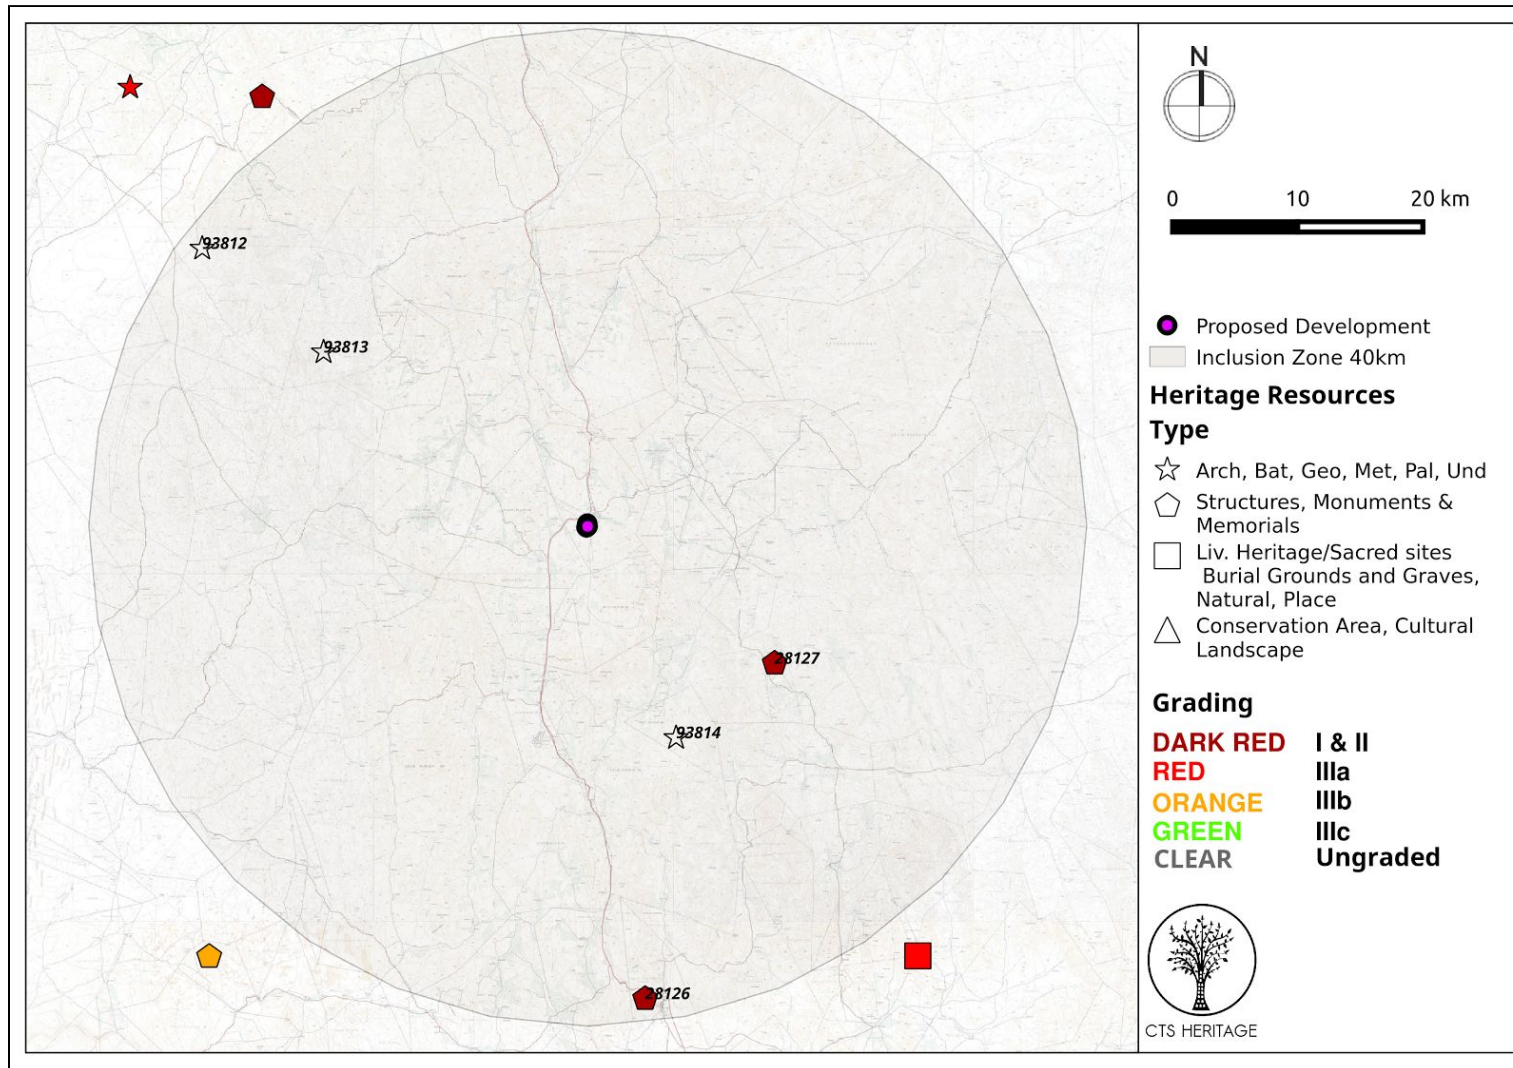 93812
93813
28127
93814
28126
N
0 10 20 km
Proposed Development
Inclusion Zone 40km
Heritage Resources
Type
Arch, Bat, Geo, Met, Pal, Und
Structures, Monuments &
Memorials
Liv. Heritage/Sacred sites
Burial Grounds and Graves,
Natural, Place
Conservation Area, Cultural
Landscape
Grading
DARK RED I & II
RED IIIa
ORANGE IIIb
GREEN IIIc
CLEAR Ungraded
CTS HERITAGE